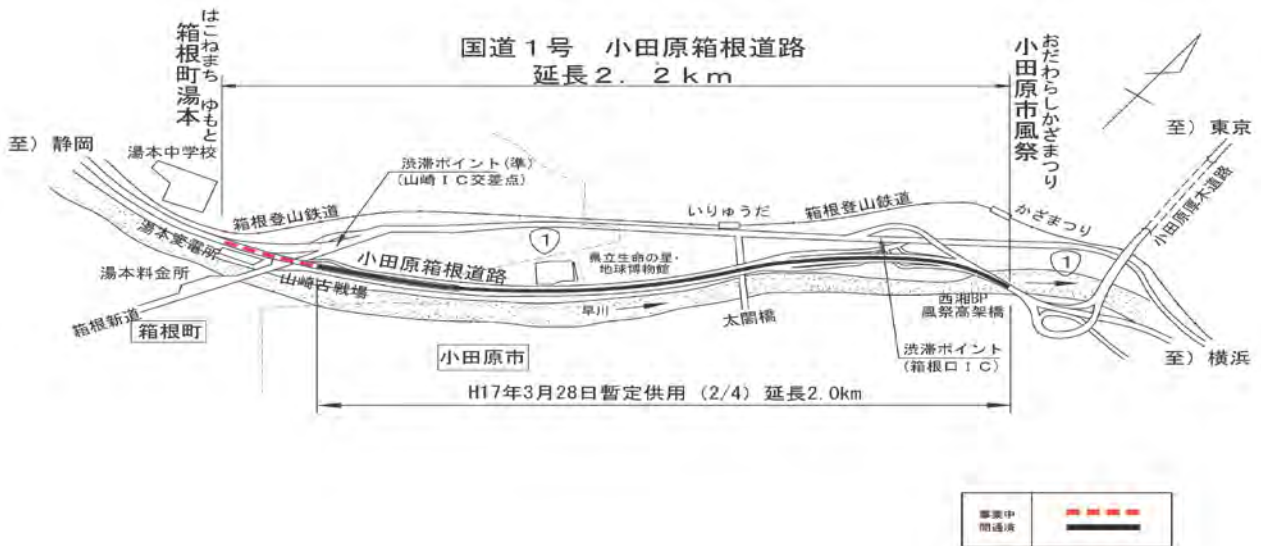 国道1号 小田原箱根道路
延長2.2km
はこねまち ゆもと
箱根町湯本
おだわらしかざまつり
小田原市風祭
至）静岡
湯本中学校
渋滞ポイント(準)
(山崎IC交差点)
箱根登山鉄道
いりゅうだ
箱根登山鉄道
かざまつり
至）東京
小田原厚木道路
1
1
湯本変電所
小田原箱根道路
県立生命の星・
地球博物館
湯本料金所
山崎古戦場
早川
太閤橋
西湘BP
風祭高架橋
箱根新道
箱根町
小田原市
渋滞ポイント
(箱根口IC)
至）横浜
H17年3月28日暫定供用 (2/4) 延長2.0km
事業中
開通済